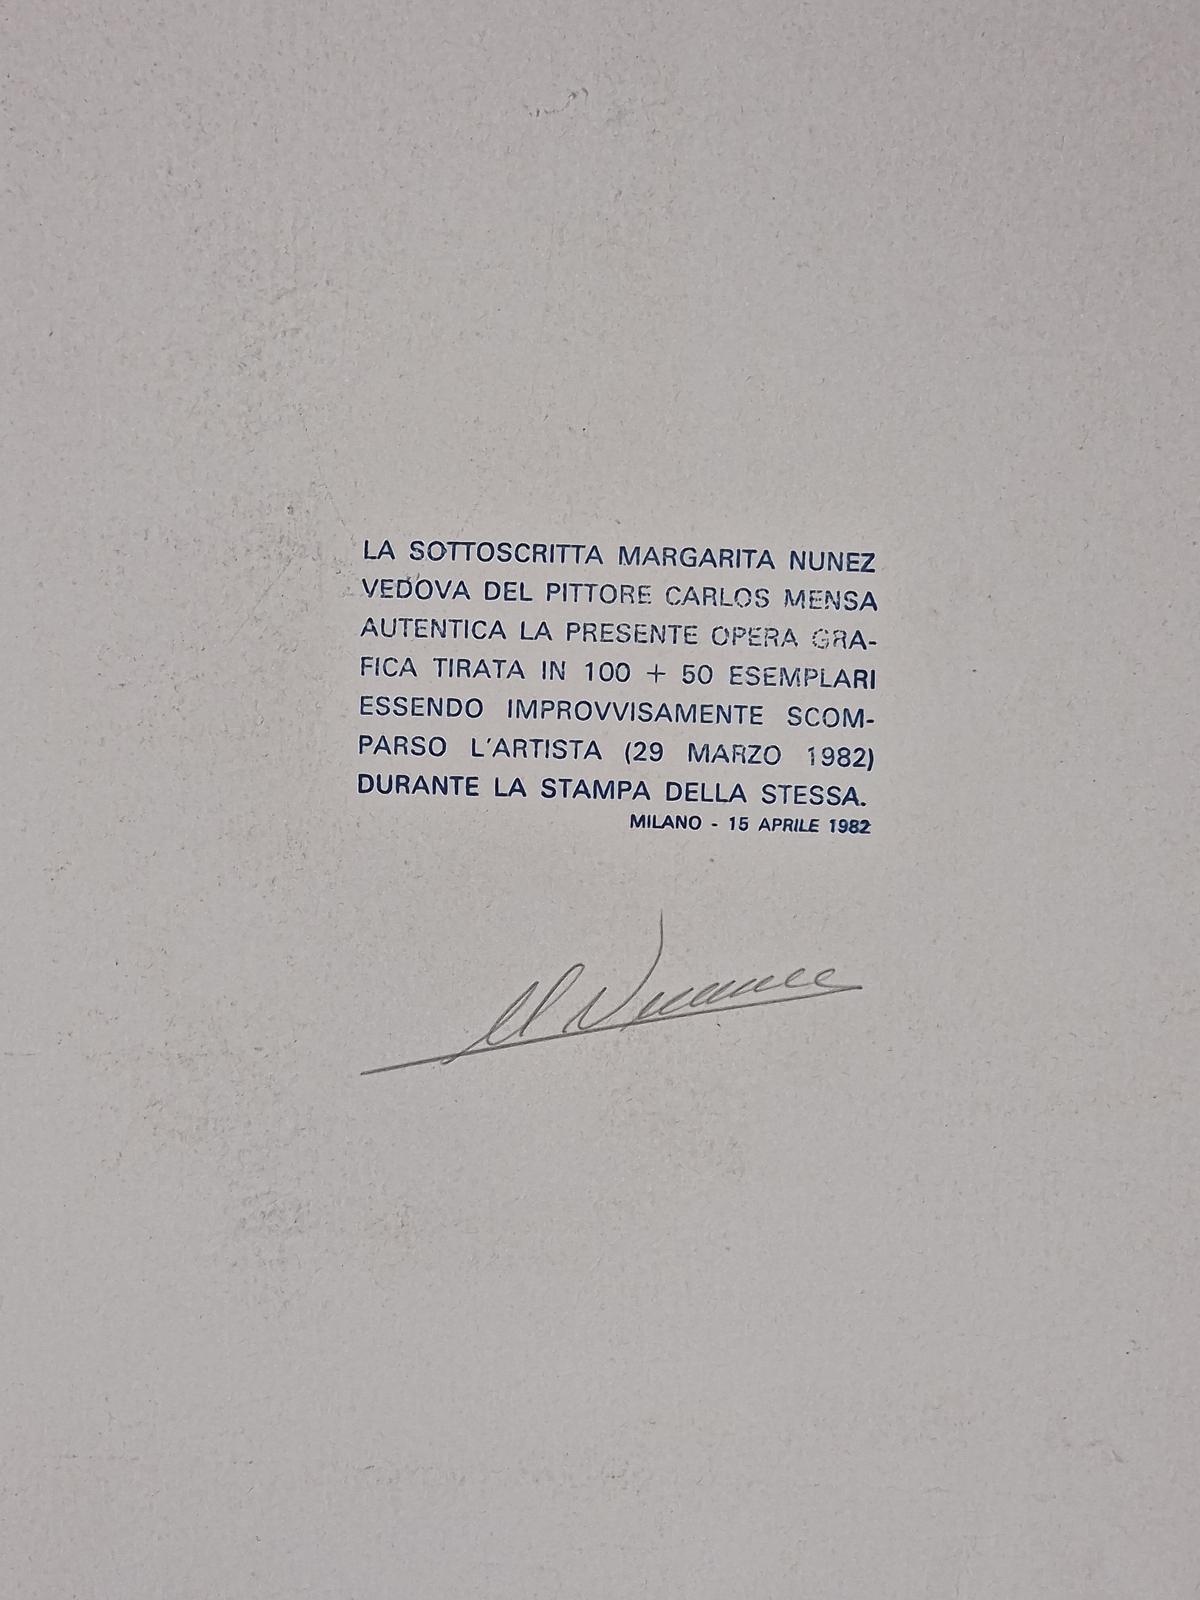 LA SOTTOSCRITTA MARGARITA NUNEZ
VEDOVA DEL PITTORE CARLOS MENSA
AUTENTICA LA PRESENTE OPERA GRA-
FICA TIRATA IN 100 + 50 ESEMPLARI
ESSENDO IMPROVVISAMENTE SCOM-
PARSO L'ARTISTA (29 MARZO 1982)
DURANTE LA STAMPA DELLA STESSA.
MILANO - 15 APRILE 1982